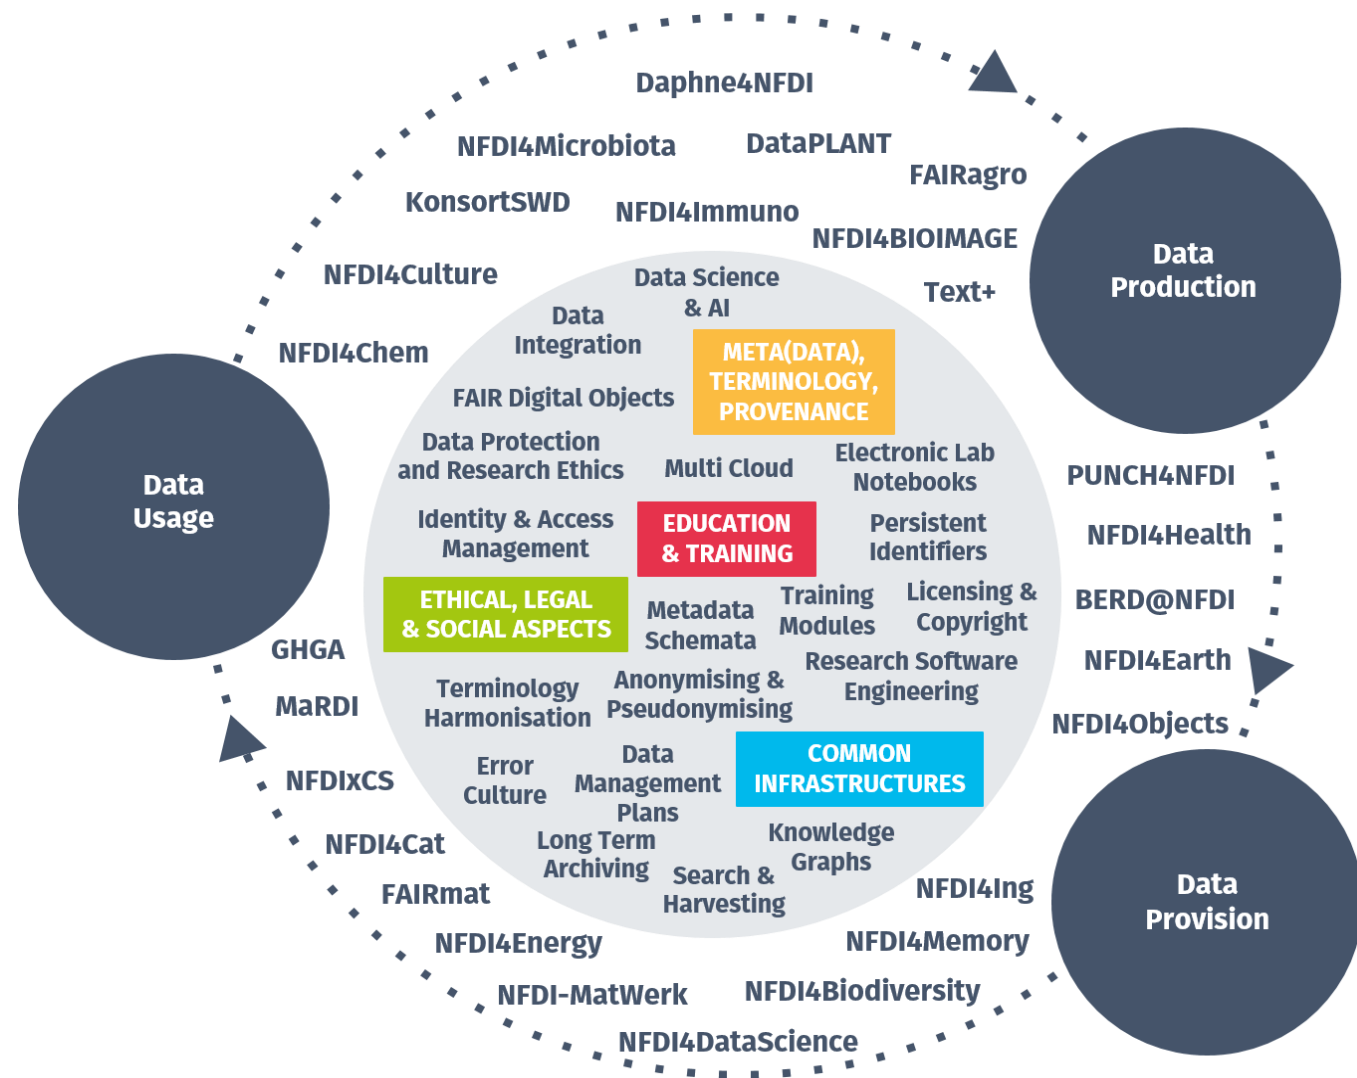 Daphne4NFDI
NFDI4Microbiota
DataPLANT
FAIRagro
KonsortSWD
NFDI4Immuno
NFDI4BIOIMAGE
NFDI4Culture
Text+
NFDI4Chem
Data
Production
Data
Usage
Data Science
& AI
Data
Integration
META(DATA),
TERMINOLOGY,
PROVENANCE
FAIR Digital Objects
Data Protection
and Research Ethics
Multi Cloud
Electronic Lab
Notebooks
Identity & Access
Management
EDUCATION
& TRAINING
Persistent
Identifiers
ETHICAL, LEGAL
& SOCIAL ASPECTS
Metadata
Schemata
Training
Modules
Licensing &
Copyright
Research Software
Engineering
Terminology
Harmonisation
Anonymising &
Pseudonymising
COMMON
INFRASTRUCTURES
Error
Culture
Data
Management
Plans
Long Term
Archiving
Knowledge
Graphs
Search &
Harvesting
PUNCH4NFDI
NFDI4Health
BERD@NFDI
NFDI4Earth
NFDI4Objects
Data
Provision
GHGA
MaRDI
NFDIxCS
NFDI4Cat
FAIRmat
NFDI4Energy
NFDI-MatWerk
NFDI4DataScience
NFDI4Biodiversity
NFDI4Memory
NFDI4Ing